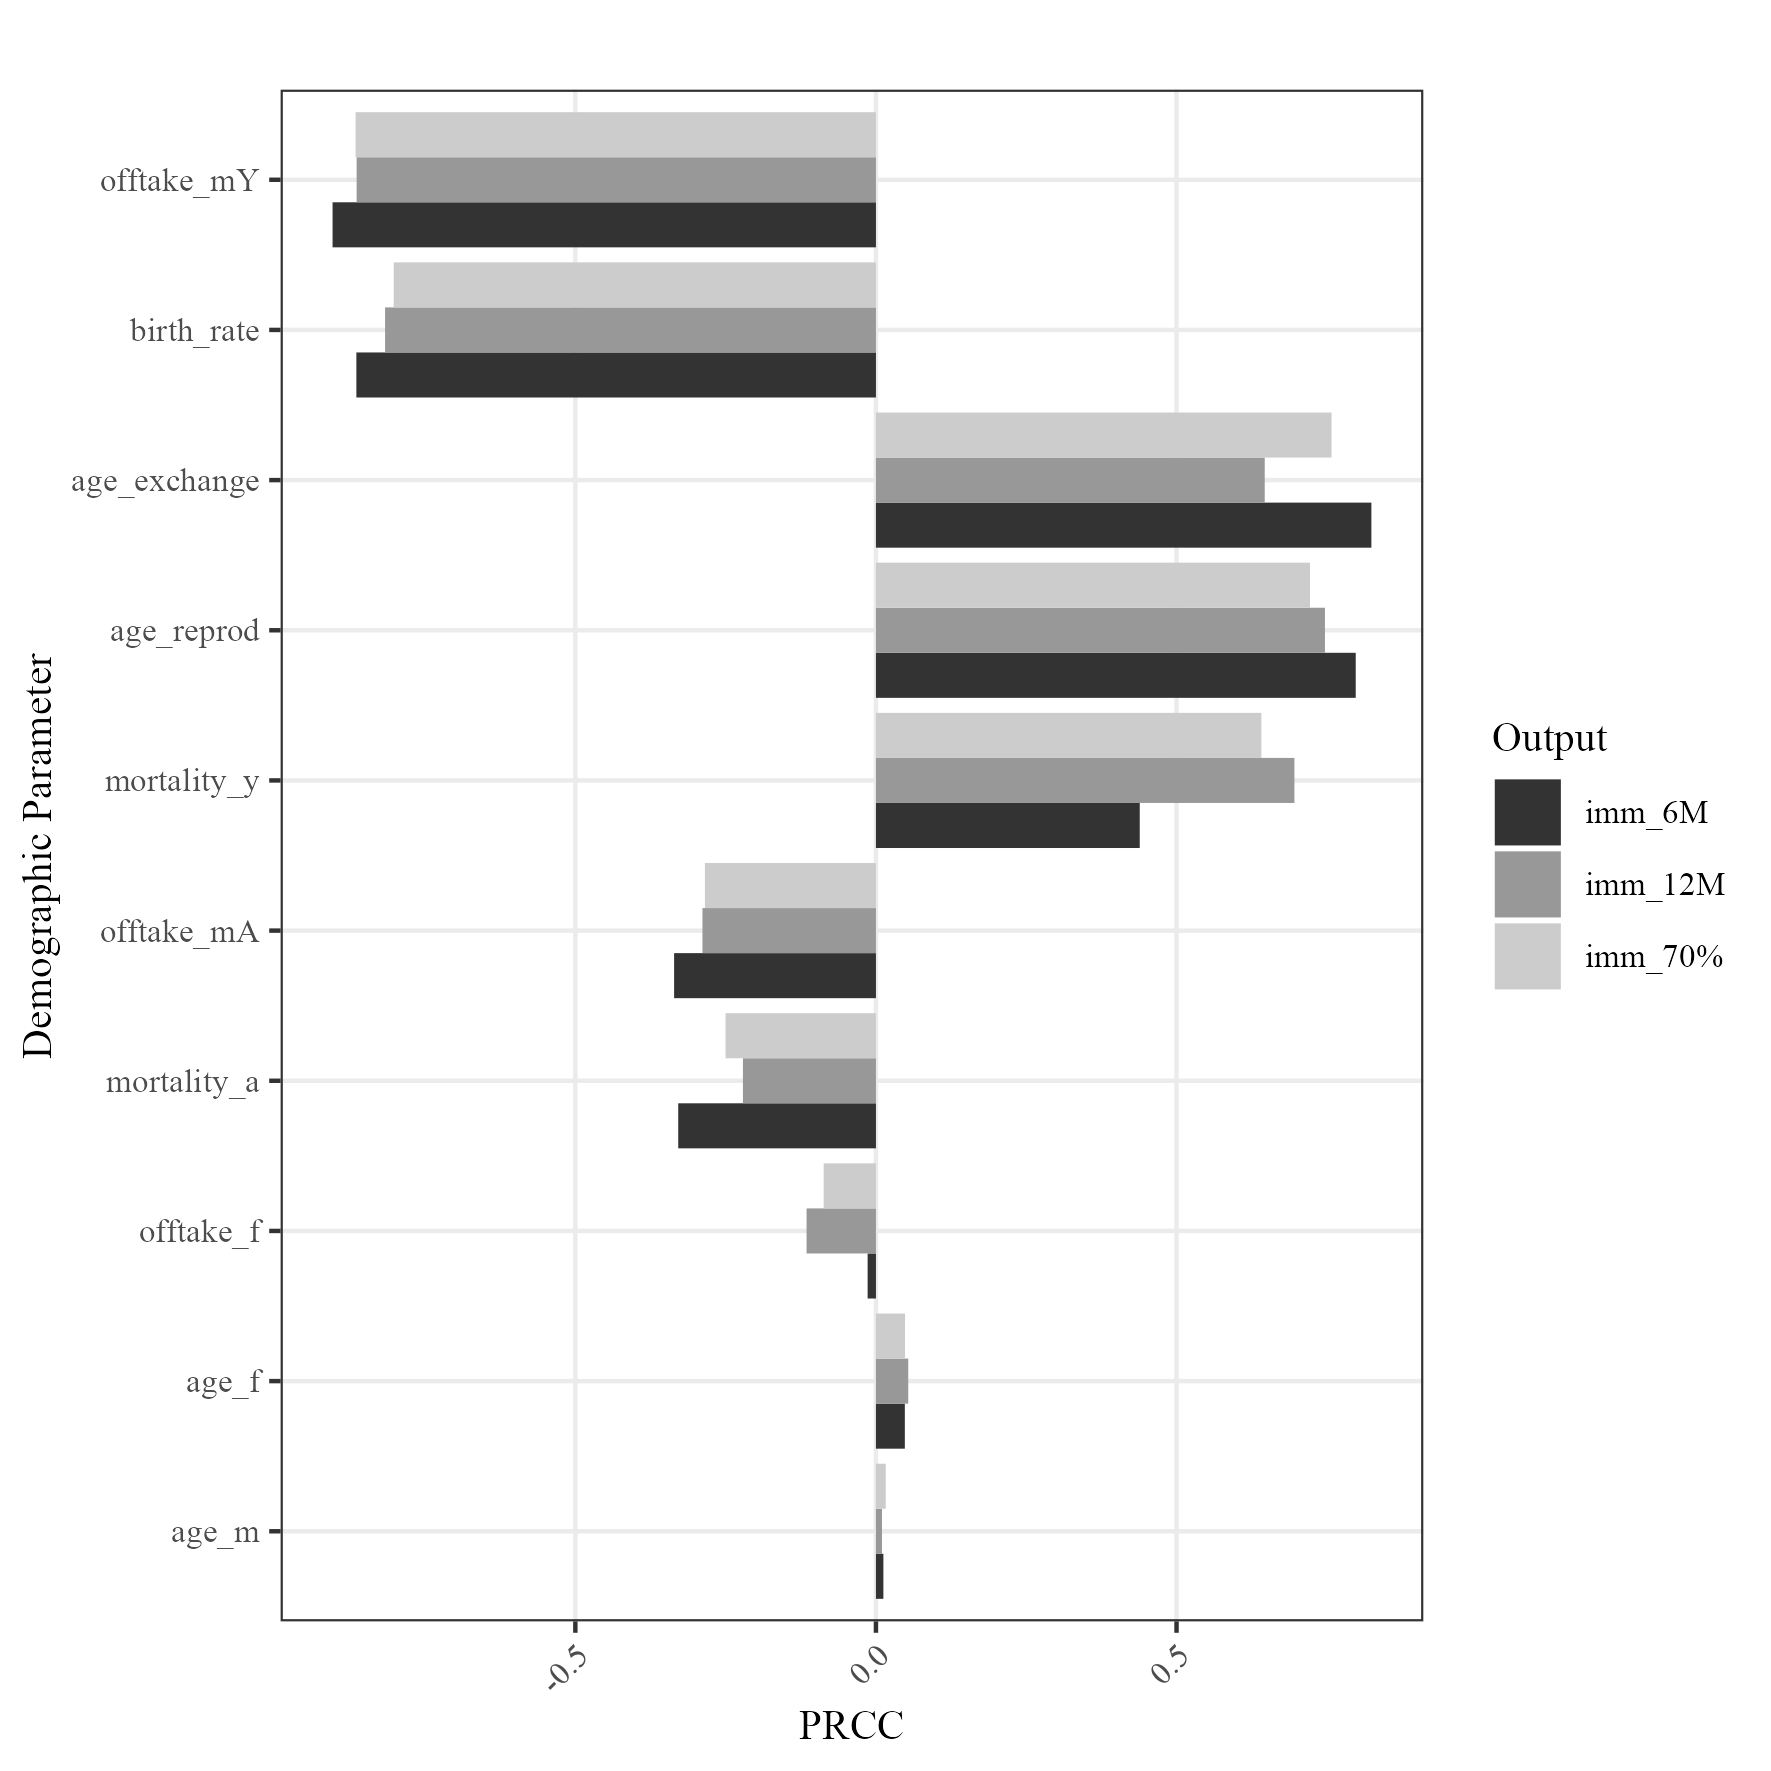 offtake_mY
birth_rate
age_exchange
age_reprod
mortality_y
offtake_mA
mortality_a
offtake_f
age_f
age_m
Demographic Parameter
-0.5
0.0
0.5
PRCC
Output
imm_6M
imm_12M
imm_70%